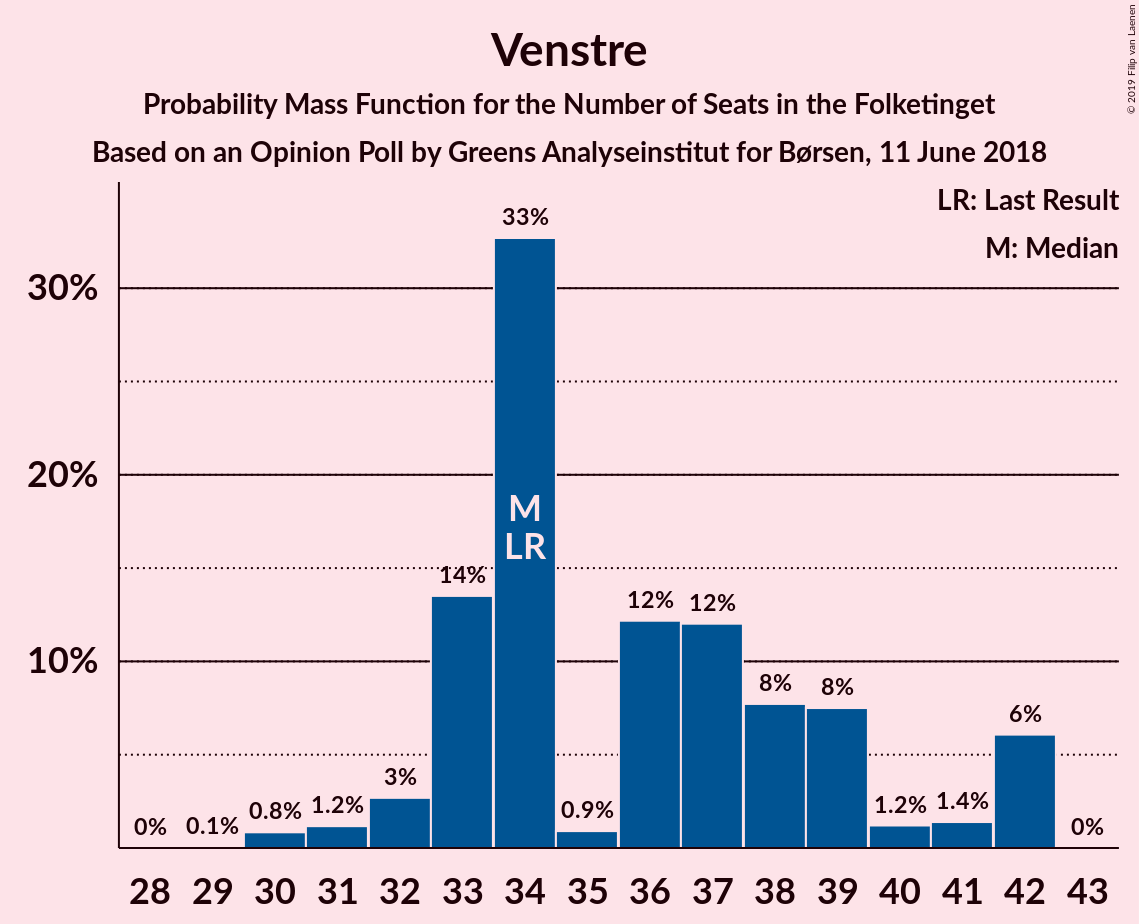 © 2019 Filip van Laenen
Venstre
Probability Mass Function for the Number of Seats in the Folketinget
Based on an Opinion Poll by Greens Analyseinstitut for Børsen, 11 June 2018
LR: Last Result
M: Median
30%
20%
10%
0%
0.1%
0.8%
1.2%
3%
14%
33%
M
LR
0.9%
12%
12%
8%
8%
1.2%
1.4%
6%
0%
28 29 30 31 32 33 34 35 36 37 38 39 40 41 42 43